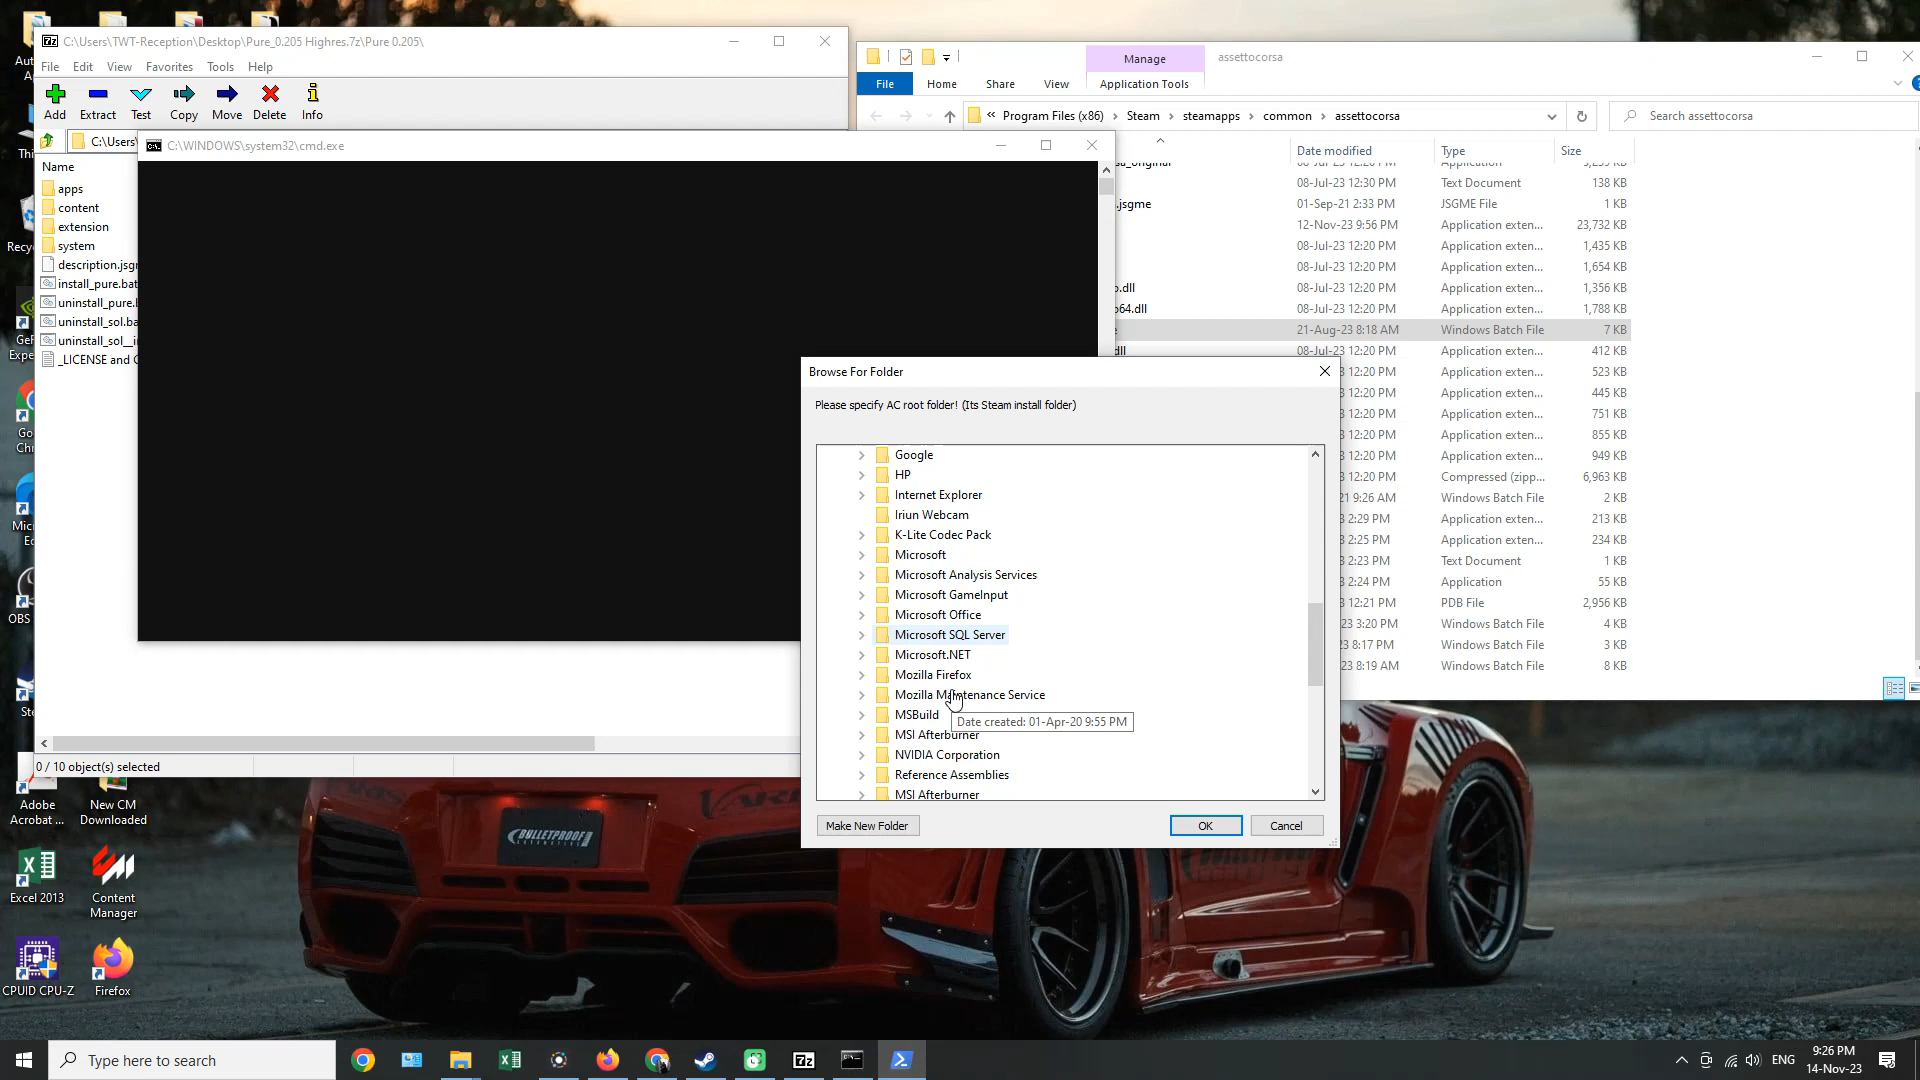 C:\Users\TWT-Reception\Desktop\Pure_0.205 Highres.7z\Pure 0.205\
File Edit View Favorites Tools Help
Add Extract Test Copy Move Delete Info
C:\Users\
Name
apps
content
extension
system
description.jsg
install_pure.bat
uninstall_pure.
uninstall_sol.ba
uninstall_sol__i
_LICENSE and
0 / 10 object(s) selected
C:\WINDOWS\system32\cmd.exe
Manage
assettocorsa
File Home Share View Application Tools
« Program Files (x86) > Steam > steamapps > common > assettocorsa
Search assettocorsa
Date modified Type Size
08-Jul-23 12:30 PM Text Document 138 KB
.jsgme 01-Sep-21 2:33 PM JSGME File 1 KB
12-Nov-23 9:56 PM Application exten... 23,732 KB
08-Jul-23 12:20 PM Application exten... 1,435 KB
08-Jul-23 12:20 PM Application exten... 1,654 KB
.dll 08-Jul-23 12:20 PM Application exten... 1,356 KB
64.dll 08-Jul-23 12:20 PM Application exten... 1,788 KB
21-Aug-23 8:18 AM Windows Batch File 7 KB
dll 08-Jul-23 12:20 PM Application exten... 412 KB
12:20 PM Application exten... 523 KB
12:20 PM Application exten... 445 KB
12:20 PM Application exten... 751 KB
12:20 PM Application exten... 855 KB
12:20 PM Application exten... 949 KB
12:20 PM Compressed (zipp... 6,963 KB
9:26 AM Windows Batch File 2 KB
2:29 PM Application exten... 213 KB
2:25 PM Application exten... 234 KB
2:23 PM Text Document 1 KB
2:24 PM Application 55 KB
12:21 PM PDB File 2,956 KB
3:20 PM Windows Batch File 4 KB
8:17 PM Windows Batch File 3 KB
8:19 AM Windows Batch File 8 KB
Browse For Folder
Please specify AC root folder! (Its Steam install folder)
Google
HP
Internet Explorer
Iriun Webcam
K-Lite Codec Pack
Microsoft
Microsoft Analysis Services
Microsoft GameInput
Microsoft Office
Microsoft SQL Server
Microsoft.NET
Mozilla Firefox
Mozilla Maintenance Service
MSBuild
Date created: 01-Apr-20 9:55 PM
MSI Afterburner
NVIDIA Corporation
Reference Assemblies
MSI Afterburner
Make New Folder OK Cancel
BULLETPROOF
Adobe
Acrobat ...
New CM
Downloaded
Excel 2013
Content
Manager
CPUID CPU-Z
Firefox
Type here to search
ENG
9:26 PM
14-Nov-23